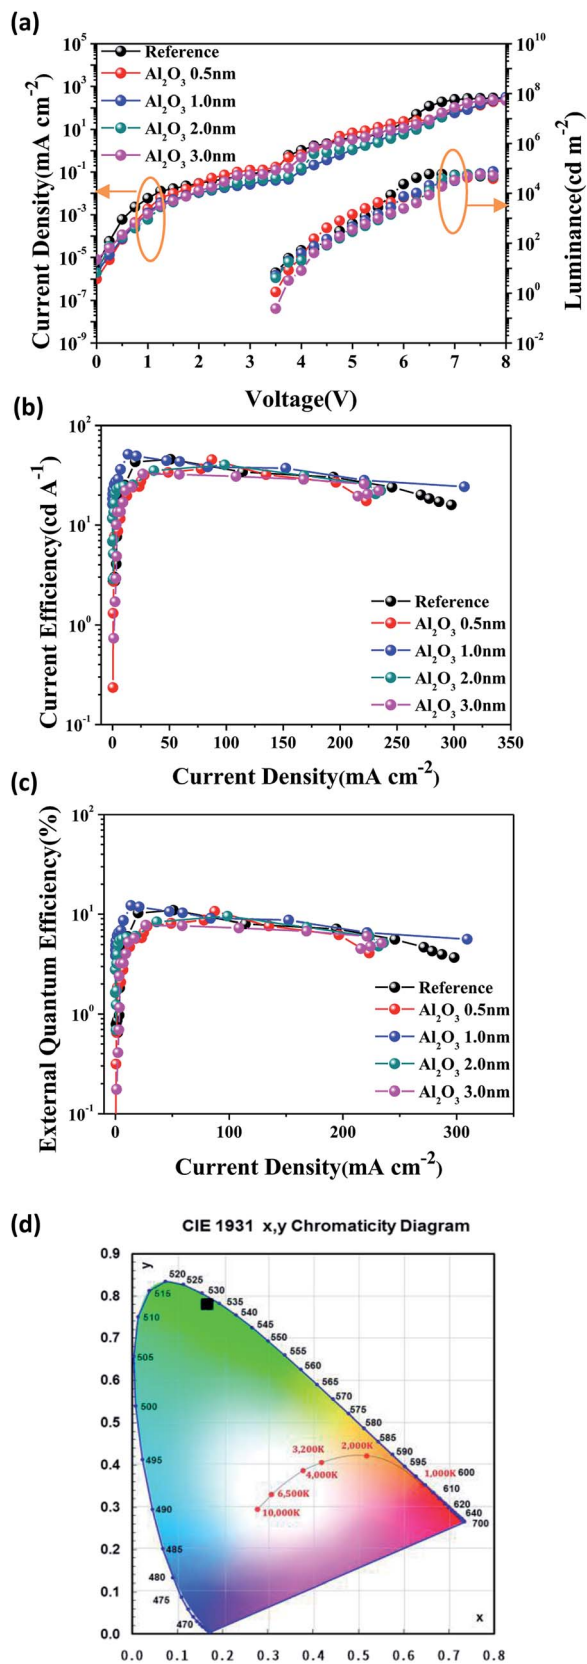 (a)
10^5
10^3
10^1
10^-1
10^-3
10^-5
10^-7
10^-9
Current Density(mA cm^-2)
Reference
Al₂O₃ 0.5nm
Al₂O₃ 1.0nm
Al₂O₃ 2.0nm
Al₂O₃ 3.0nm
10^10
10^8
10^6
10^4
10^2
10^0
10^-2
Luminance(cd m^-2)
0 1 2 3 4 5 6 7 8
Voltage(V)
(b)
10^2
10^1
10^0
10^-1
Current Efficiency(cd A^-1)
Reference
Al₂O₃ 0.5nm
Al₂O₃ 1.0nm
Al₂O₃ 2.0nm
Al₂O₃ 3.0nm
0 50 100 150 200 250 300 350
Current Density(mA cm^-2)
(c)
10^2
10^1
10^0
10^-1
External Quantum Efficiency(%)
Reference
Al₂O₃ 0.5nm
Al₂O₃ 1.0nm
Al₂O₃ 2.0nm
Al₂O₃ 3.0nm
0 100 200 300
Current Density(mA cm^-2)
(d)
CIE 1931 x,y Chromaticity Diagram
0.9
0.8
0.7
0.6
0.5
0.4
0.3
0.2
0.1
0.0
y
520
525
515
530
535
510
540
545
550
555
505
560
565
570
500
575
580
585
590
595
495
600
610
620
640
700
490
485
480
475
470
2,000K
3,200K
4,000K
1,000K
6,500K
10,000K
x
0.0 0.1 0.2 0.3 0.4 0.5 0.6 0.7 0.8